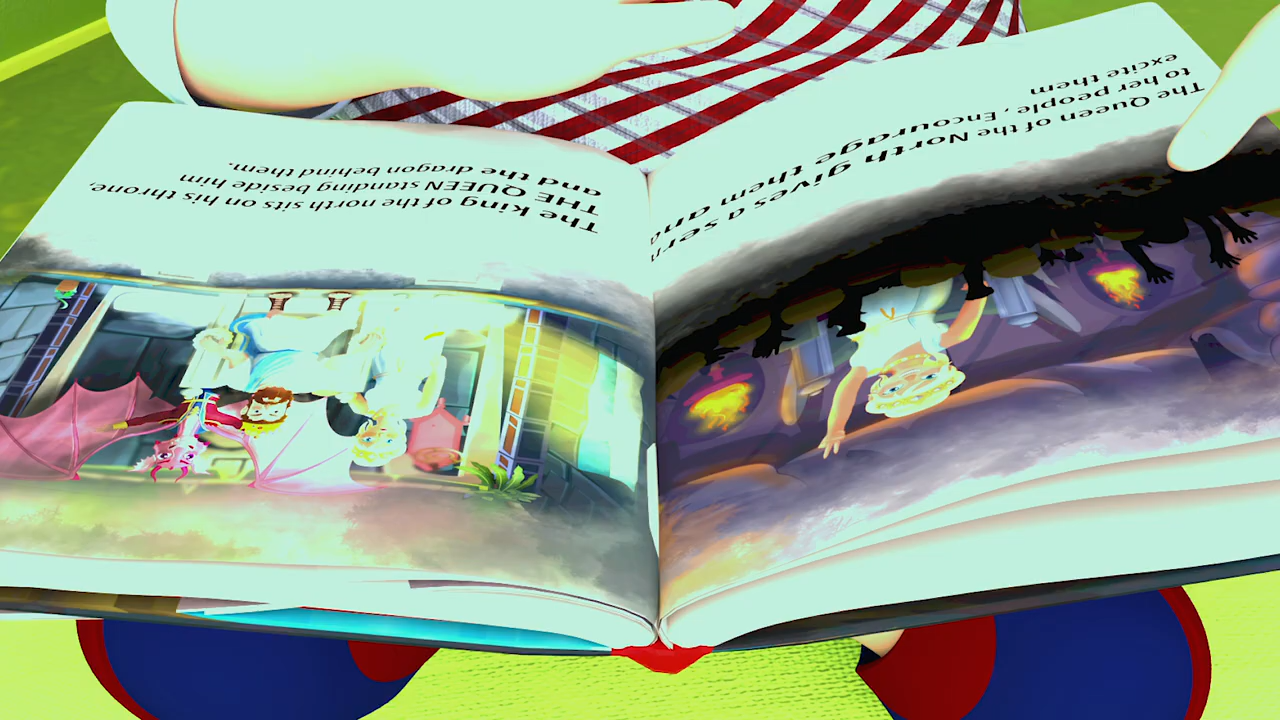 The Queen of the North gives a
to her people, Encourage them and
excite them
The king of the north sits on his throne,
THE QUEEN standing beside him
and the dragon behind them.